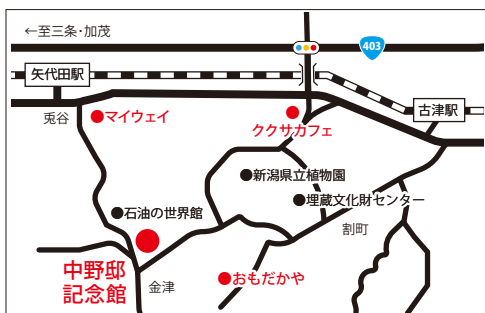 ←至三条・加茂
403
矢代田駅
古津駅
兎谷
●マイウェイ
ククサカフェ
●新潟県立植物園
●埋蔵文化財センター
●石油の世界館
割町
中野邸
記念館
金津
●おもだかや